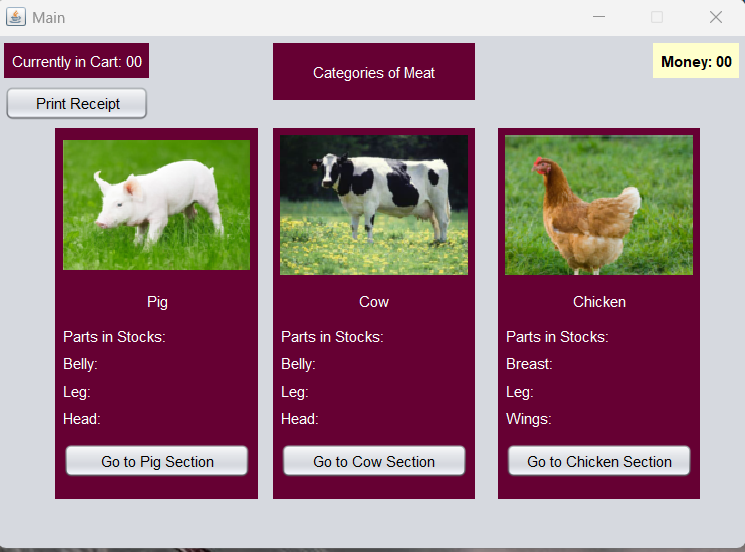 Main
Currently in Cart: 00
Categories of Meat
Money: 00
Print Receipt
Pig
Parts in Stocks:
Belly:
Leg:
Head:
Go to Pig Section
Cow
Parts in Stocks:
Belly:
Leg:
Head:
Go to Cow Section
Chicken
Parts in Stocks:
Breast:
Leg:
Wings:
Go to Chicken Section